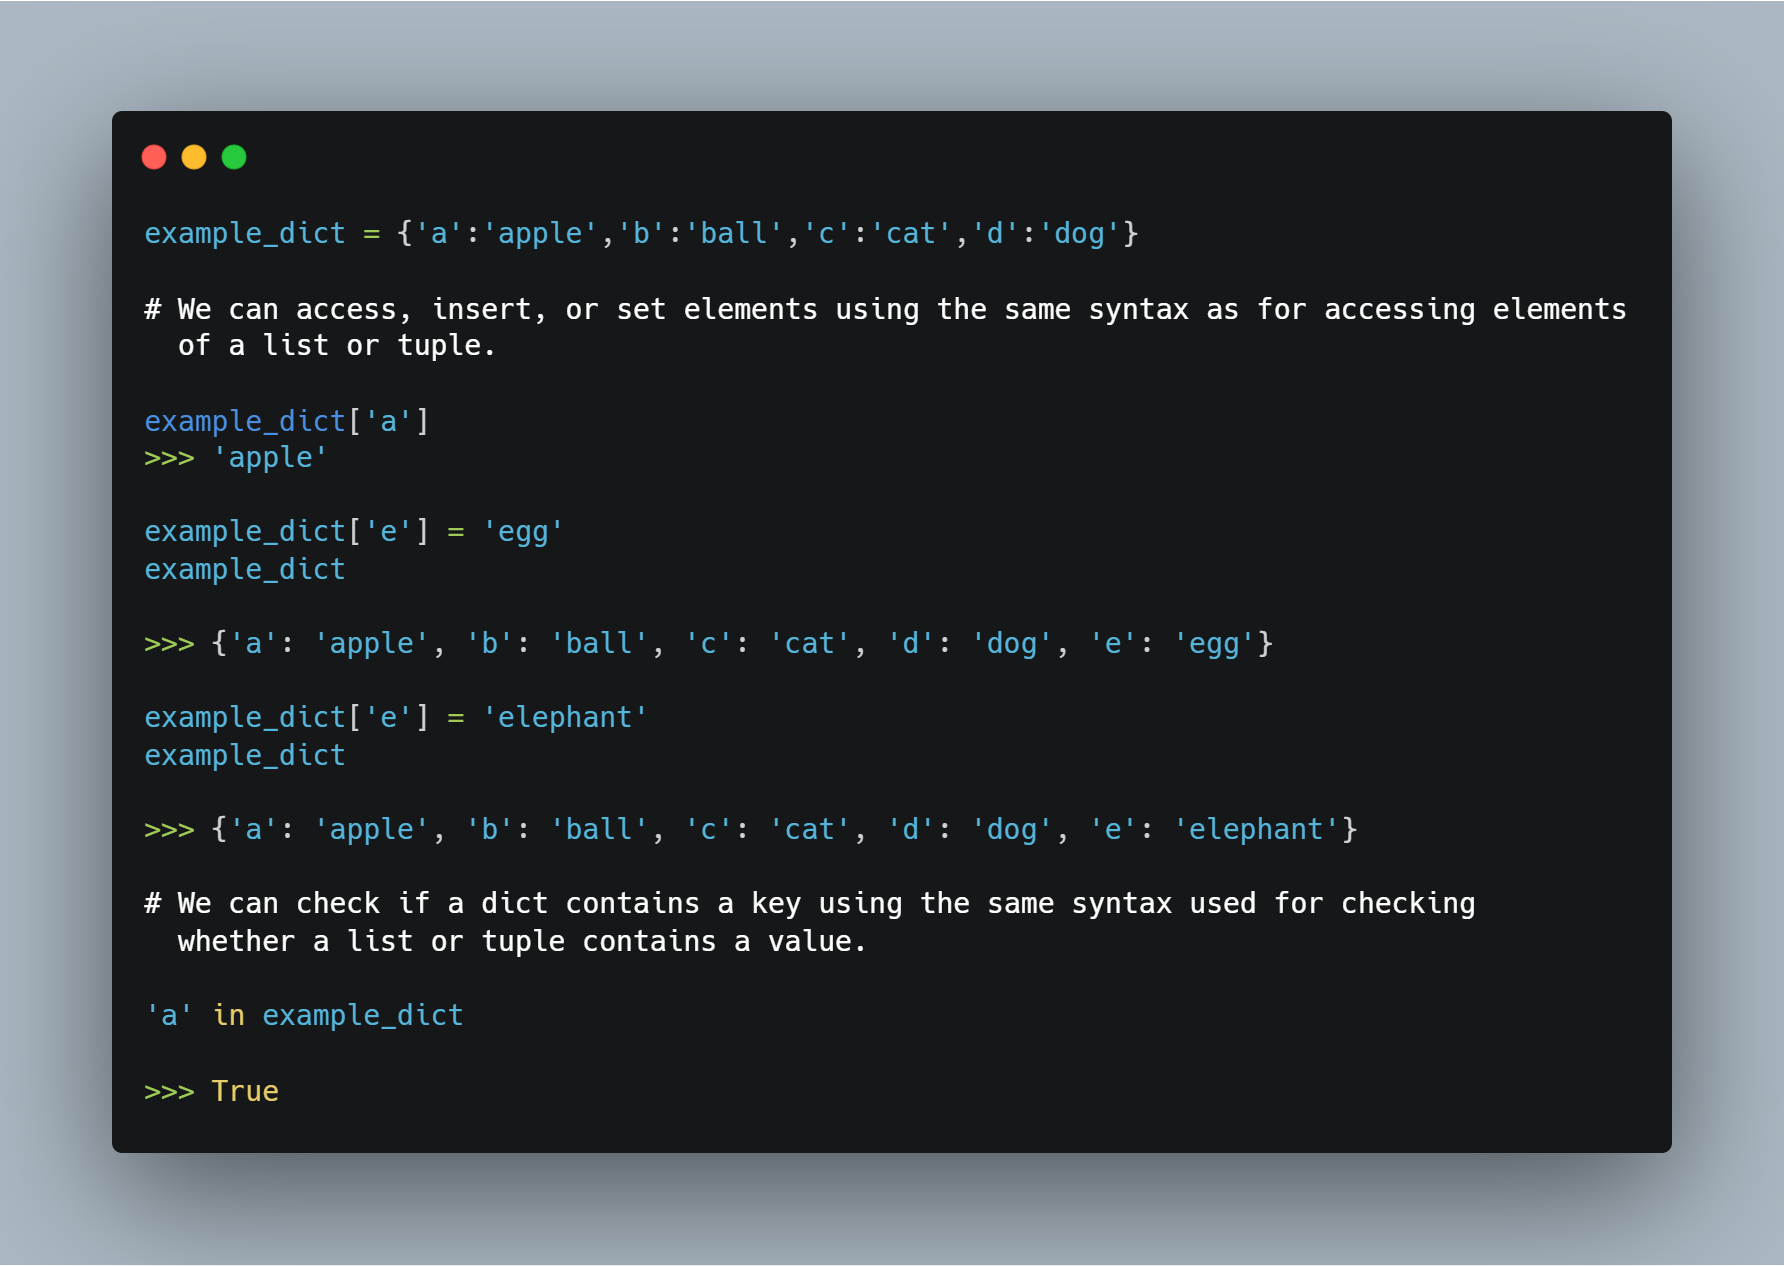 example_dict = {'a':'apple','b':'ball','c':'cat','d':'dog'}
# We can access, insert, or set elements using the same syntax as for accessing elements
of a list or tuple.
example_dict['a']
>>> 'apple'
example_dict['e'] = 'egg'
example_dict
>>> {'a': 'apple', 'b': 'ball', 'c': 'cat', 'd': 'dog', 'e': 'egg'}
example_dict['e'] = 'elephant'
example_dict
>>> {'a': 'apple', 'b': 'ball', 'c': 'cat', 'd': 'dog', 'e': 'elephant'}
# We can check if a dict contains a key using the same syntax used for checking
whether a list or tuple contains a value.
'a' in example_dict
>>> True